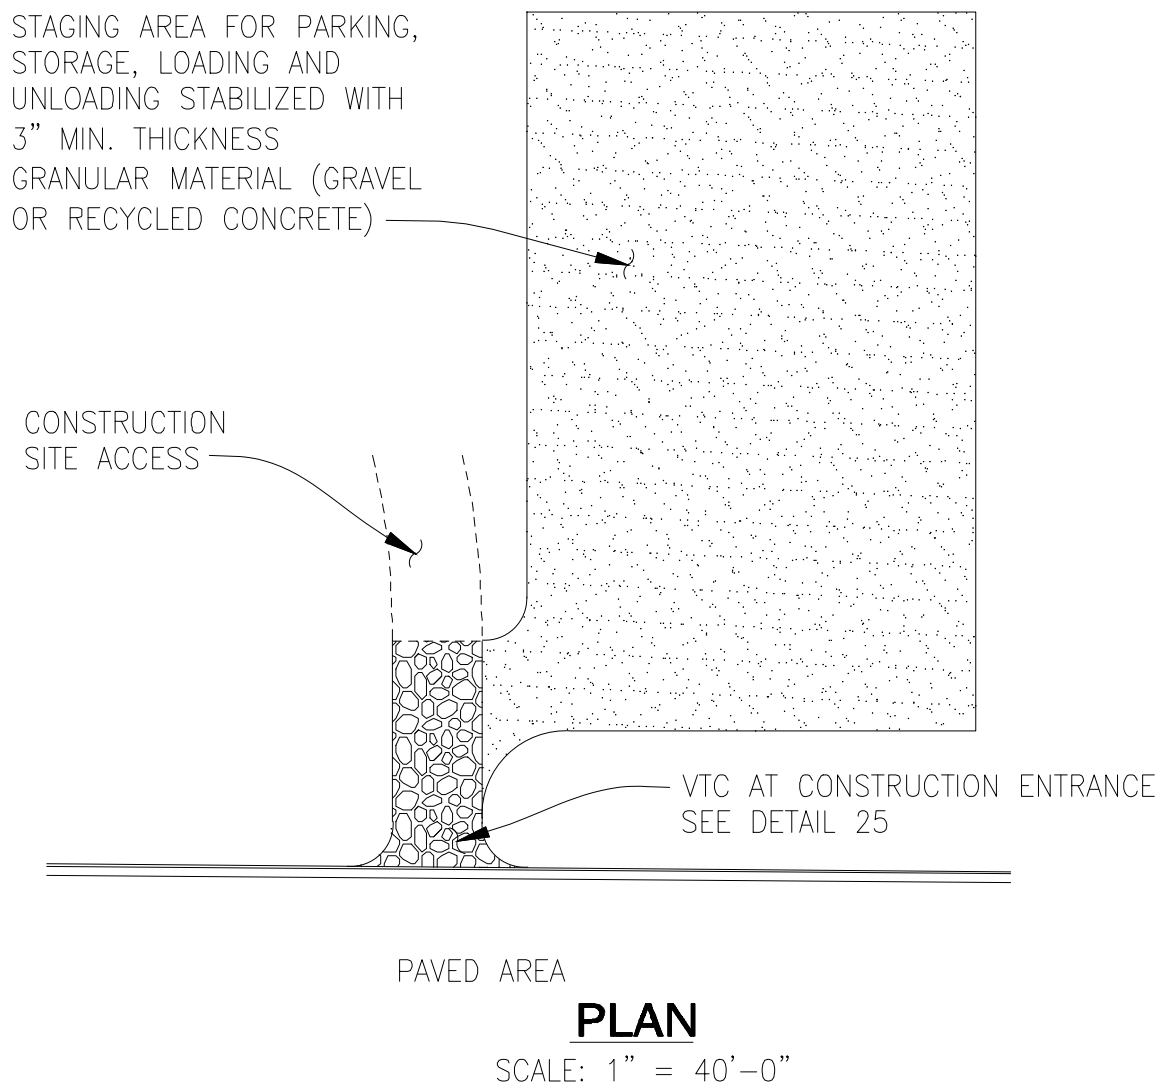 STAGING AREA FOR PARKING,
STORAGE, LOADING AND
UNLOADING STABILIZED WITH
3” MIN. THICKNESS
GRANULAR MATERIAL (GRAVEL
OR RECYCLED CONCRETE)
CONSTRUCTION
SITE ACCESS
VTC AT CONSTRUCTION ENTRANCE
SEE DETAIL 25
PAVED AREA
PLAN
SCALE: 1” = 40’-0”